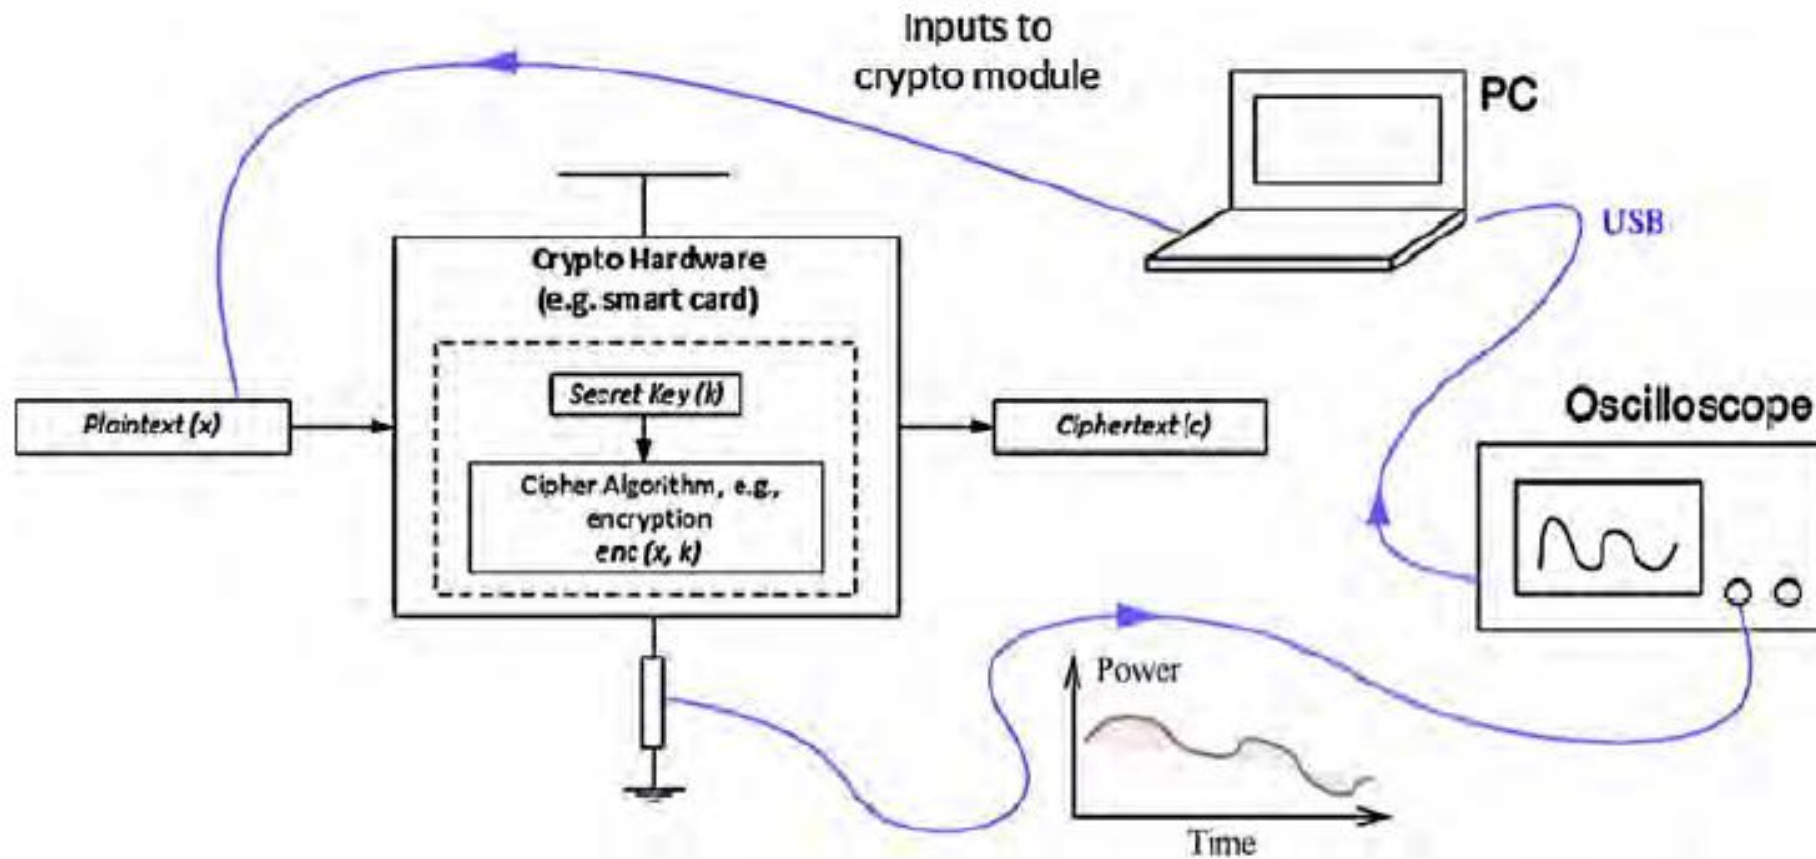 Inputs to
crypto module
PC
USB
Crypto Hardware
(e.g. smart card)
Secret Key (k)
Plaintext (x)
Ciphertext (c)
Cipher Algorithm, e.g.,
encryption
enc (x, k)
Oscilloscope
Power
Time